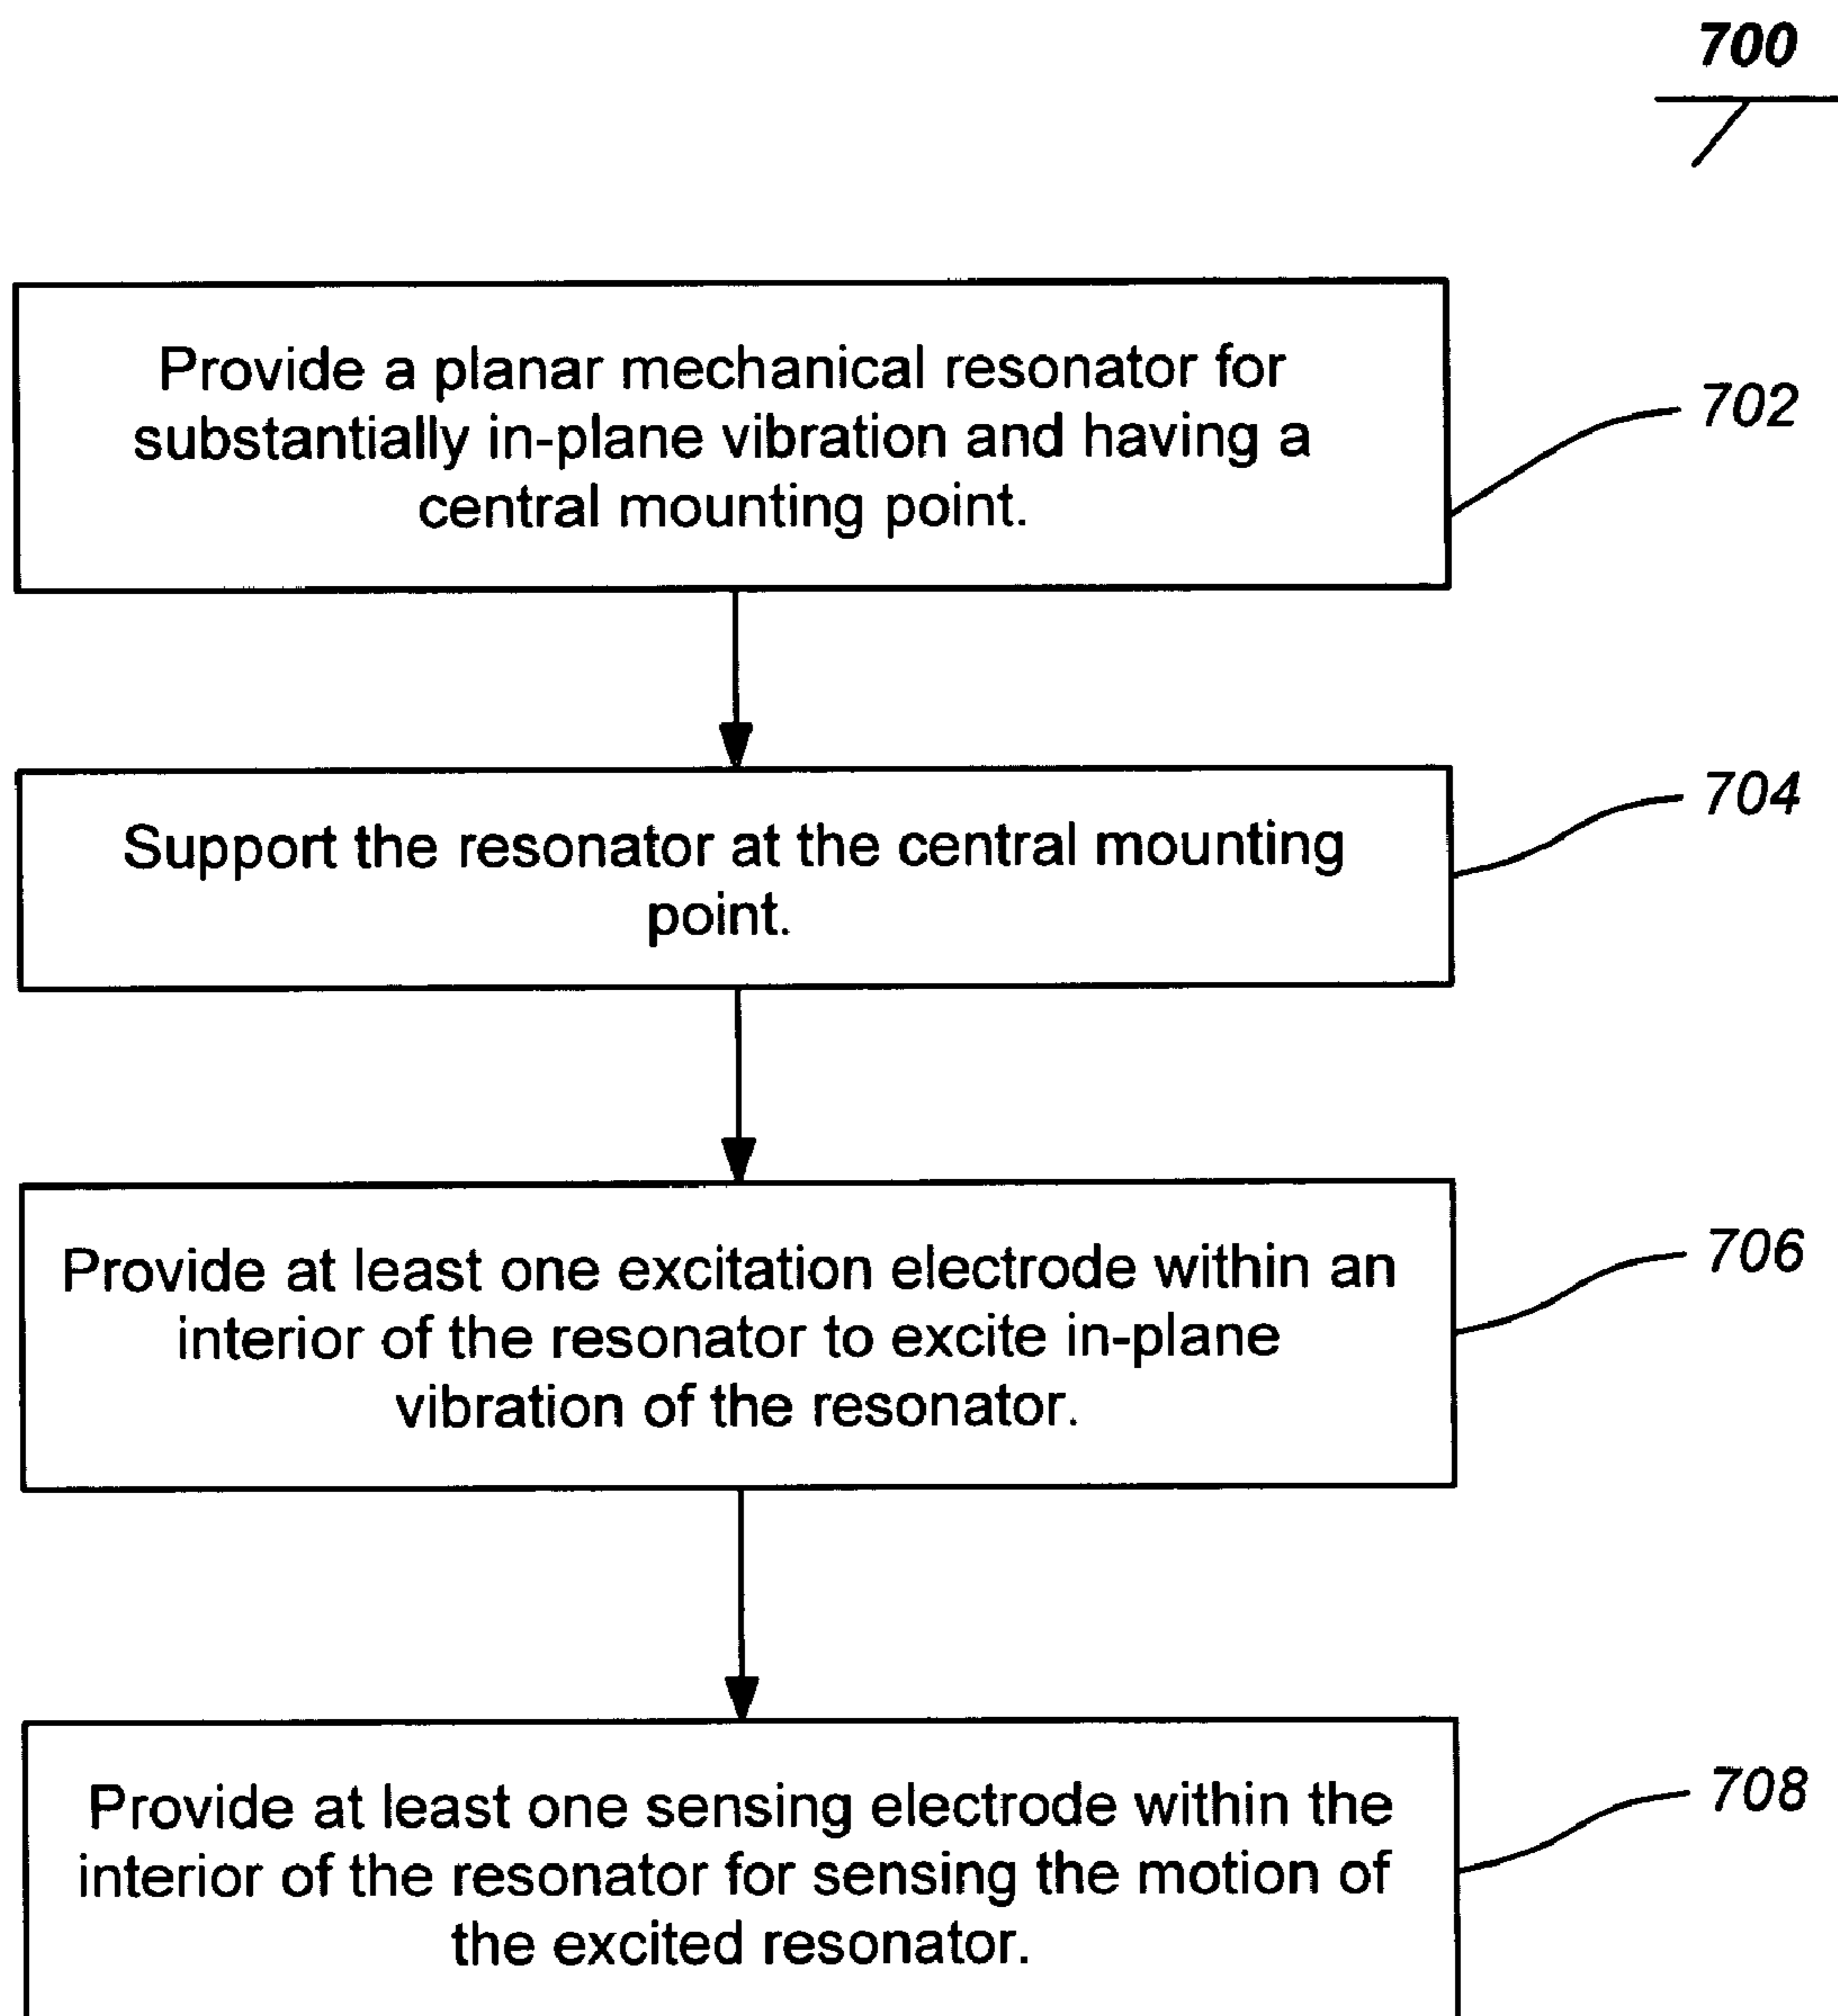 700
Provide a planar mechanical resonator for
substantially in-plane vibration and having a
central mounting point.
702
Support the resonator at the central mounting
point.
704
Provide at least one excitation electrode within an
interior of the resonator to excite in-plane
vibration of the resonator.
706
Provide at least one sensing electrode within the
interior of the resonator for sensing the motion of
the excited resonator.
708